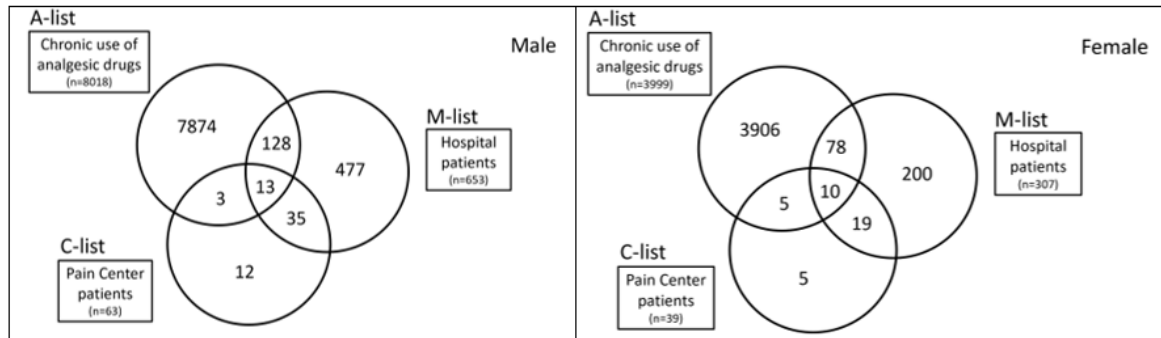 A-list
Chronic use of
analgesic drugs
(n=8018)
Male
7874
128
M-list
Hospital
patients
(n=653)
477
13
3
35
C-list
Pain Center
patients
(n=63)
12
A-list
Chronic use of
analgesic drugs
(n=3999)
Female
3906
78
M-list
Hospital
patients
(n=307)
200
10
5
19
C-list
Pain Center
patients
(n=39)
5